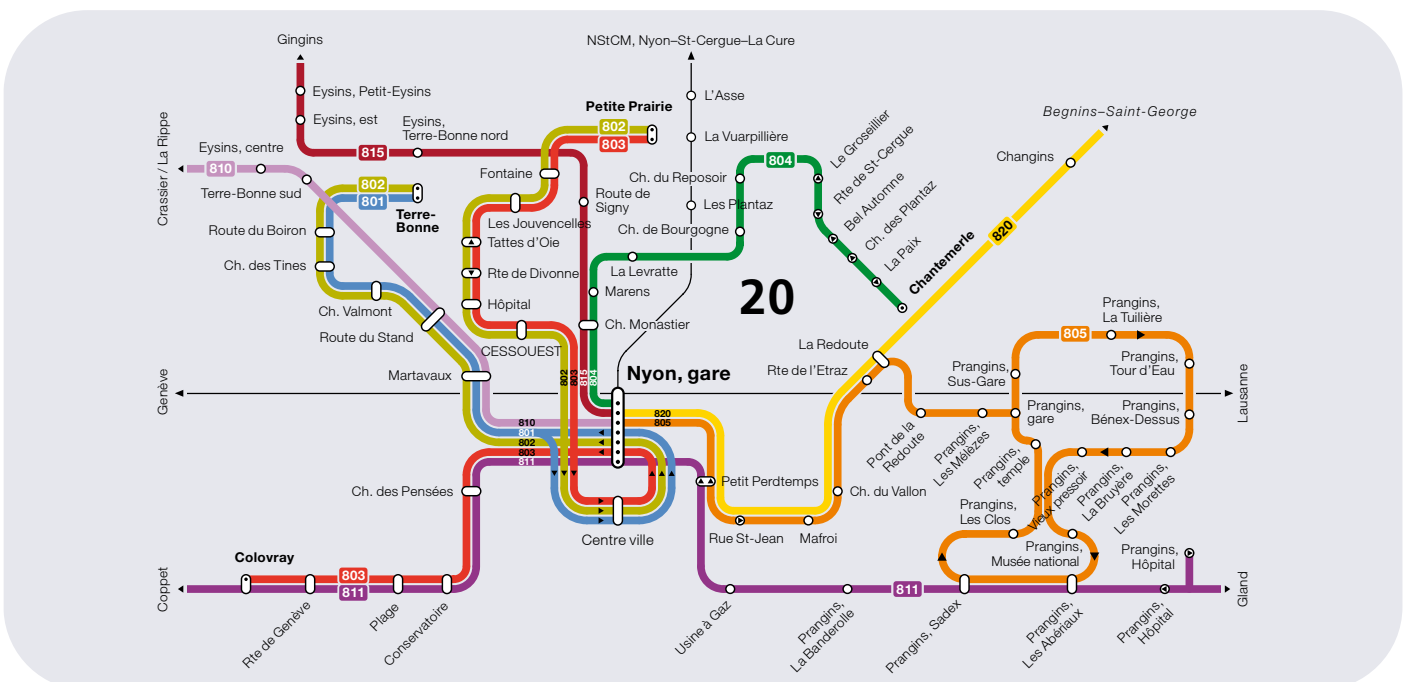 Gingins
NStCM, Nyon–St-Cergue–La Cure
Eysins, Petit-Eysins
Eysins, est
Eysins,
Terre-Bonne nord
815
Petite Prairie
802
803
L'Asse
La Vuarpillière
Begnins–Saint-George
Changins
Crassier / La Rippe
Eysins, centre
810
Terre-Bonne sud
802
801
Terre-
Bonne
Route du Boiron
Ch. des Tines
Ch. Valmont
Route du Stand
Martavaux
Fontaine
Les Jouvencelles
Tattes d'Oie
Rte de Divonne
Hôpital
CESSOUEST
Route de
Signy
Les Plantaz
804
Ch. du Reposoir
Ch. de Bourgogne
La Levratte
Marens
Ch. Monastier
Le Groseillier
Rte de St-Cergue
Bel Automne
Ch. des Plantaz
La Paix
Chantemerle
820
20
Nyon, gare
802
803
815
804
Genève
Lausanne
810
801
802
803
811
820
805
La Redoute
Rte de l'Etraz
Pont de la
Redoute
Prangins,
Les Mélèzes
Prangins,
Sus-Gare
Prangins,
gare
Prangins,
temple
805
Prangins,
La Tuilière
Prangins,
Tour d'Eau
Prangins,
Bénex-Dessus
Prangins,
Vieux pressoir
Prangins,
La Bruyère
Prangins,
Les Morettes
Prangins,
Les Clos
Prangins,
Musée national
Prangins,
Hôpital
Ch. des Pensées
Centre ville
Petit Perdtemps
Rue St-Jean
Mafroi
Ch. du Vallon
Colovray
803
811
Coppet
Rte de Genève
Plage
Conservatoire
Usine à Gaz
Prangins,
La Banderolle
811
Prangins, Sadex
Prangins,
Les Abériaux
Prangins,
Hôpital
Gland